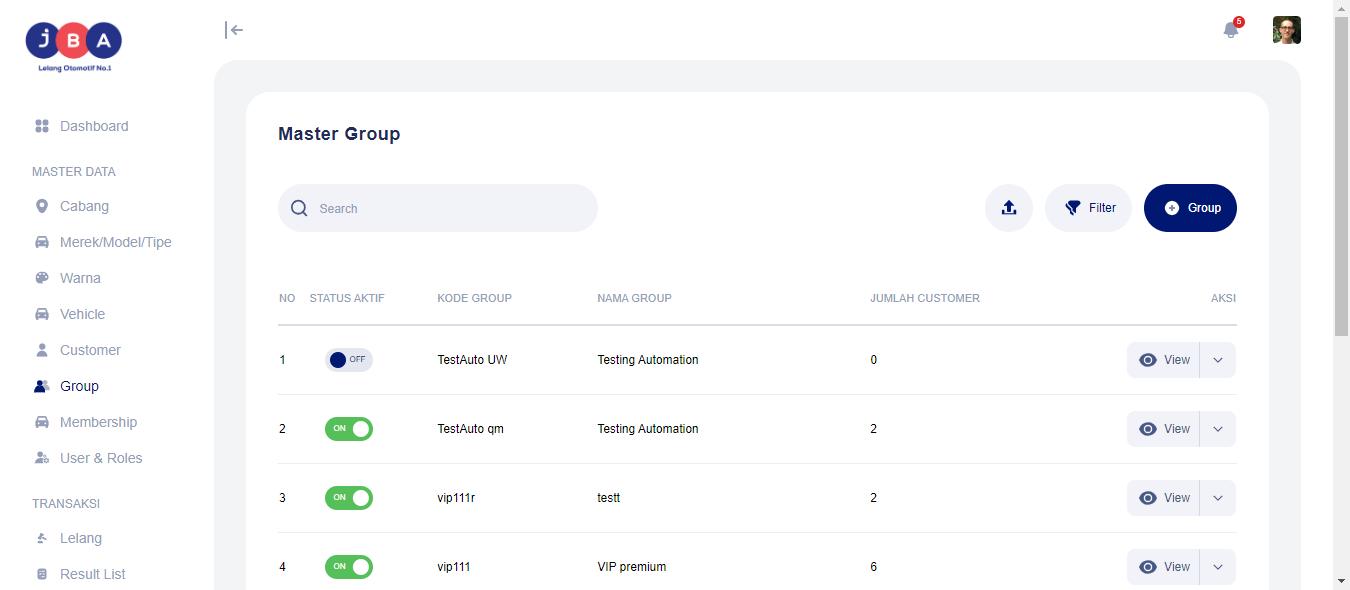 JBA
Lelang Otomotif No.1
5
Dashboard
MASTER DATA
Cabang
Merek/Model/Tipe
Warna
Vehicle
Customer
Group
Membership
User & Roles
TRANSAKSI
Lelang
Result List
Master Group
Search
Filter
Group
NO STATUS AKTIF KODE GROUP NAMA GROUP JUMLAH CUSTOMER AKSI
1 OFF TestAuto UW Testing Automation 0 View
2 ON TestAuto qm Testing Automation 2 View
3 ON vip111r testt 2 View
4 ON vip111 VIP premium 6 View